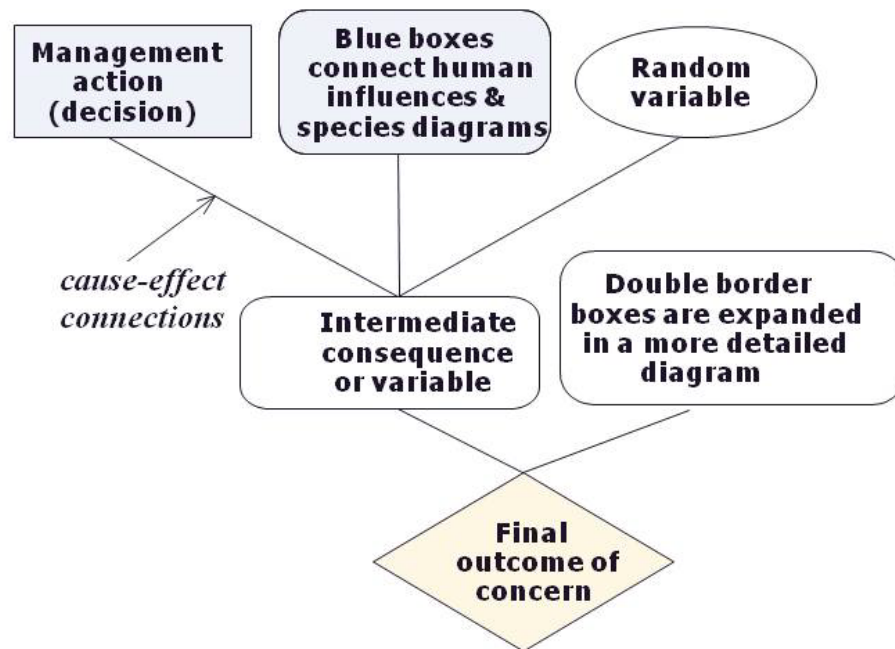 Management
action
(decision)
Blue boxes
connect human
influences &
species diagrams
Random
variable
cause-effect
connections
Intermediate
consequence
or variable
Double border
boxes are expanded
in a more detailed
diagram
Final
outcome of
concern